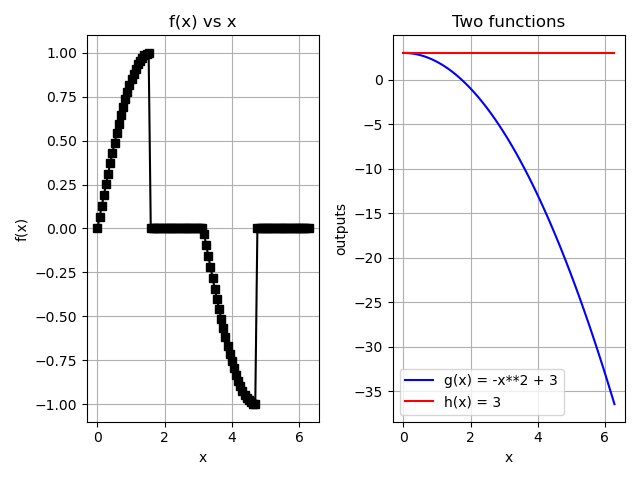 f(x) vs x
1.00
0.75
0.50
0.25
0.00
−0.25
−0.50
−0.75
−1.00
f(x)
0 2 4 6
x
Two functions
0
−5
−10
−15
−20
−25
−30
−35
outputs
g(x) = -x**2 + 3
h(x) = 3
0 2 4 6
x